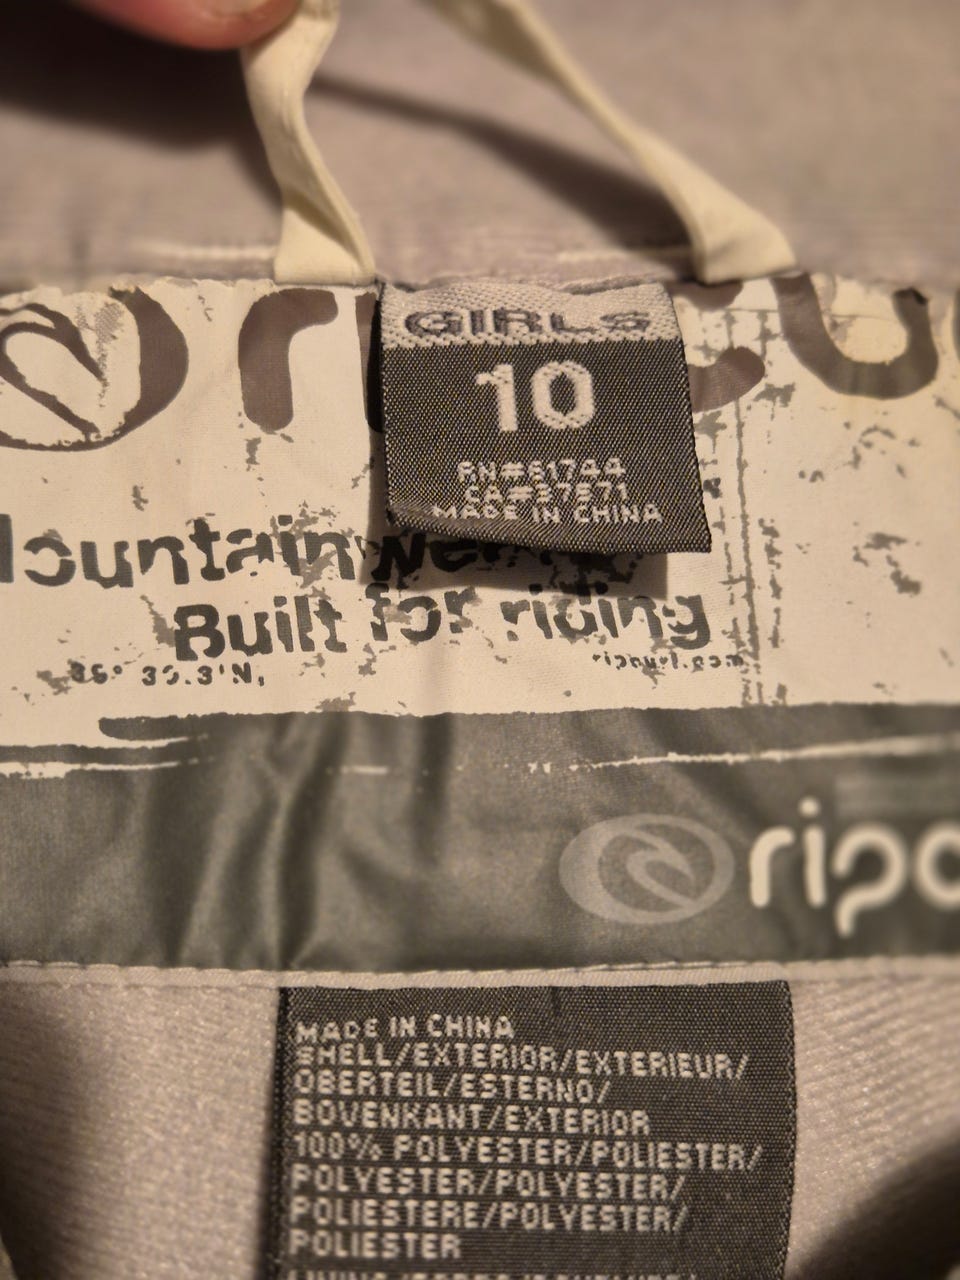 GIRLS
10
RN#81744
CA#37871
MADE IN CHINA
Built for riding
ripcurl.com
MADE IN CHINA
SHELL/EXTERIOR/EXTERIEUR/
OBERTEIL/ESTERNO/
BOVENKANT/EXTERIOR
100% POLYESTER/POLIESTER/
POLYESTER/POLYESTER/
POLIESTERE/POLYESTER/
POLIESTER